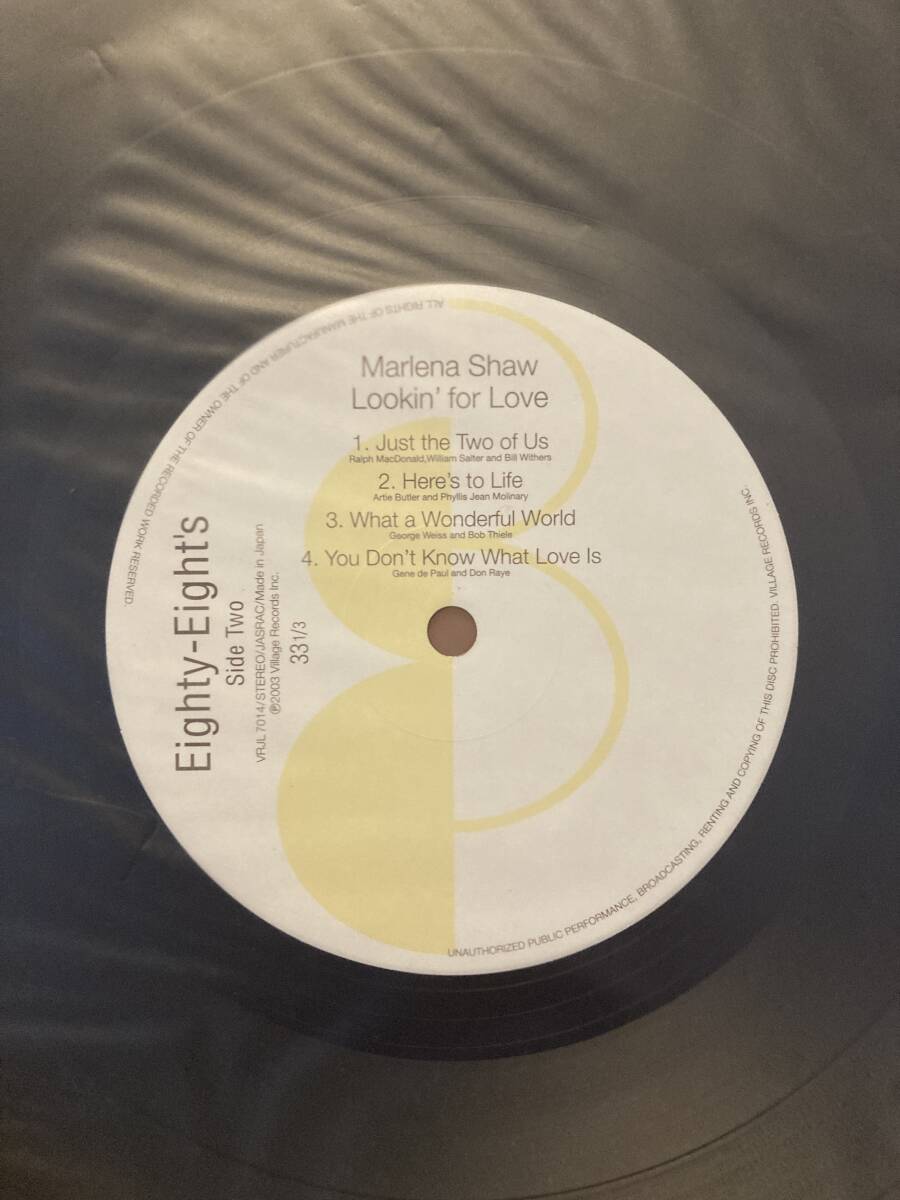 Marlena Shaw
Lookin' for Love
1. Just the Two of Us
Ralph MacDonald, William Salter and Bill Withers
2. Here's to Life
Artie Butler and Phyllis Jean Molinary
3. What a Wonderful World
George Weiss and Bob Thiele
4. You Don't Know What Love Is
Gene de Paul and Don Raye
Eighty-Eight's
Side Two
VRJL 7014/STEREO/JASRAC/Made in Japan
℗2003 Village Records Inc.
33 1/3
ALL RIGHTS OF THE MANUFACTURER AND OF THE OWNER OF THE RECORDED WORK RESERVED.
UNAUTHORIZED PUBLIC PERFORMANCE, BROADCASTING, RENTING AND COPYING OF THIS DISC PROHIBITED. VILLAGE RECORDS INC.